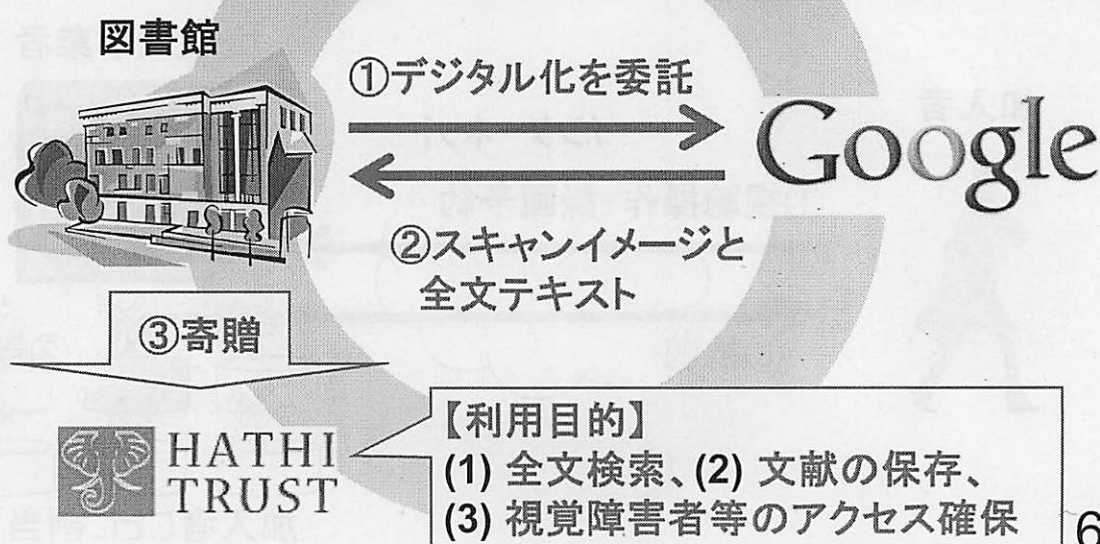 図書館
①デジタル化を委託
Google
②スキャンイメージと
全文テキスト
③寄贈
HATHI
TRUST
【利用目的】
(1) 全文検索、(2) 文献の保存、
(3) 視覚障害者等のアクセス確保
6